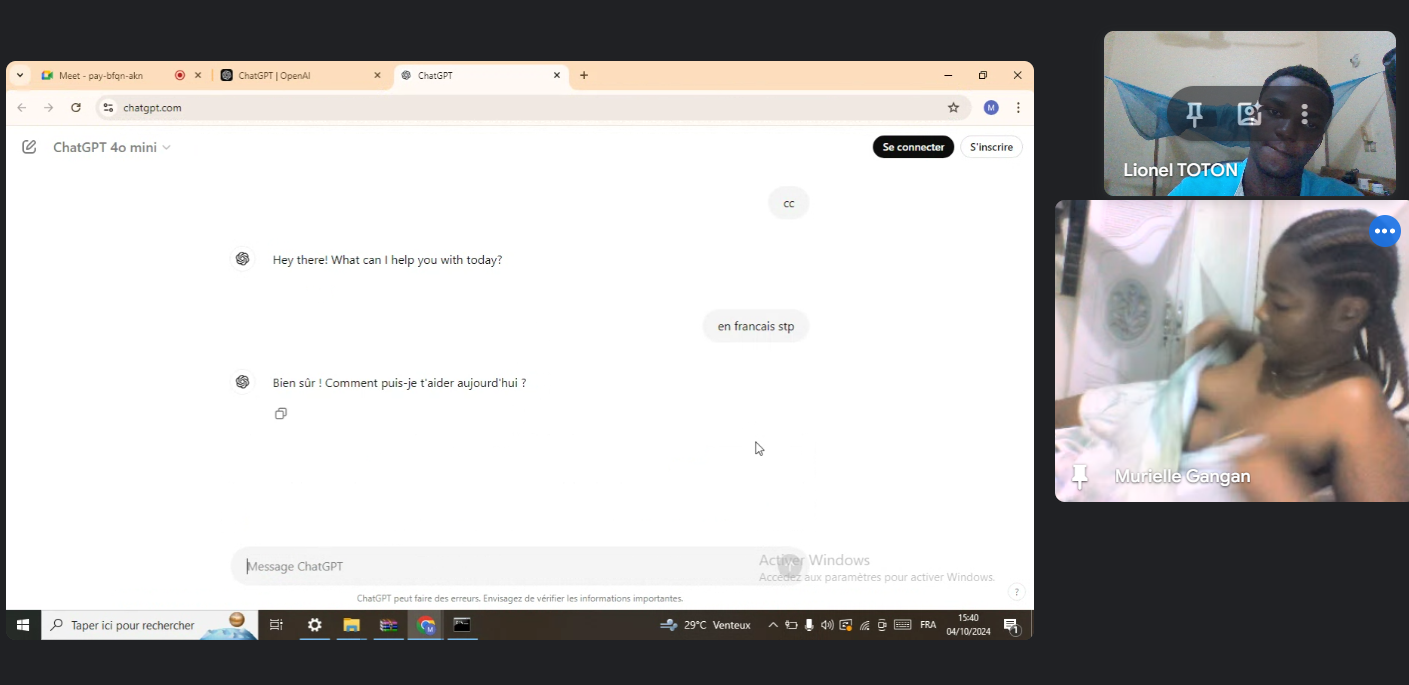 Meet - pay-bfqn-akn
ChatGPT | OpenAI
ChatGPT
chatgpt.com
M
ChatGPT 4o mini
Se connecter
S'inscrire
cc
Hey there! What can I help you with today?
en francais stp
Bien sûr ! Comment puis-je t'aider aujourd'hui ?
Message ChatGPT
Activer Windows
Accédez aux paramètres pour activer Windows.
ChatGPT peut faire des erreurs. Envisagez de vérifier les informations importantes.
?
Taper ici pour rechercher
29°C Venteux
FRA
15:40
04/10/2024
1
Lionel TOTON
Murielle Gangan